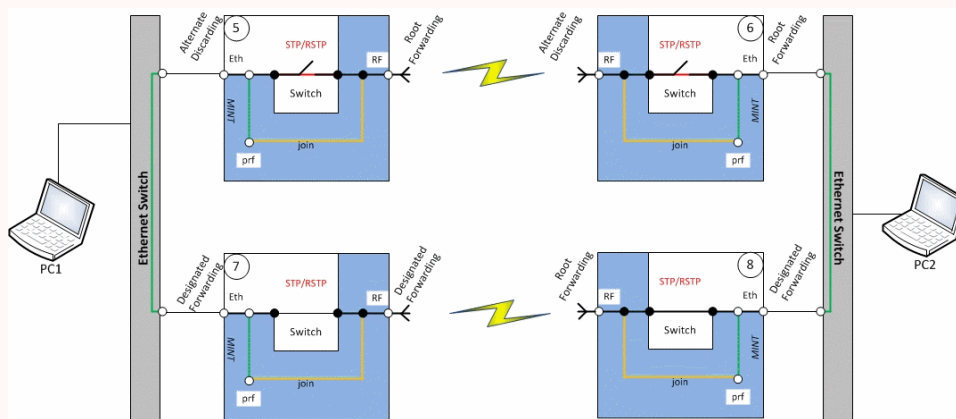 Alternate
Discarding
5
STP/RSTP
Eth
RF
Root
Forwarding
Switch
MINT
join
prf
Alternate
Discarding
6
STP/RSTP
RF
Eth
Root
Forwarding
Switch
MINT
join
prf
Ethernet Switch
PC1
Ethernet Switch
PC2
Designated
Forwarding
7
STP/RSTP
Eth
RF
Designated
Forwarding
Switch
MINT
join
prf
Root
Forwarding
8
STP/RSTP
RF
Eth
Designated
Forwarding
Switch
MINT
join
prf